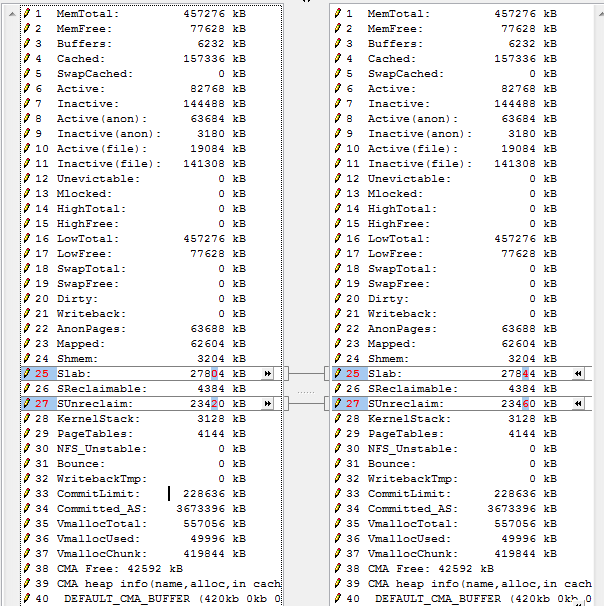 1 MemTotal: 457276 kB
2 MemFree: 77628 kB
3 Buffers: 6232 kB
4 Cached: 157336 kB
5 SwapCached: 0 kB
6 Active: 82768 kB
7 Inactive: 144488 kB
8 Active(anon): 63684 kB
9 Inactive(anon): 3180 kB
10 Active(file): 19084 kB
11 Inactive(file): 141308 kB
12 Unevictable: 0 kB
13 Mlocked: 0 kB
14 HighTotal: 0 kB
15 HighFree: 0 kB
16 LowTotal: 457276 kB
17 LowFree: 77628 kB
18 SwapTotal: 0 kB
19 SwapFree: 0 kB
20 Dirty: 0 kB
21 Writeback: 0 kB
22 AnonPages: 63688 kB
23 Mapped: 62604 kB
24 Shmem: 3204 kB
25 Slab: 27804 kB
26 SReclaimable: 4384 kB
27 SUnreclaim: 23420 kB
28 KernelStack: 3128 kB
29 PageTables: 4144 kB
30 NFS_Unstable: 0 kB
31 Bounce: 0 kB
32 WritebackTmp: 0 kB
33 CommitLimit: 228636 kB
34 Committed_AS: 3673396 kB
35 VmallocTotal: 557056 kB
36 VmallocUsed: 49996 kB
37 VmallocChunk: 419844 kB
38 CMA Free: 42592 kB
39 CMA heap info(name,alloc,in cach
40 DEFAULT_CMA_BUFFER (420kb 0kb 0
1 MemTotal: 457276 kB
2 MemFree: 77628 kB
3 Buffers: 6232 kB
4 Cached: 157336 kB
5 SwapCached: 0 kB
6 Active: 82768 kB
7 Inactive: 144488 kB
8 Active(anon): 63684 kB
9 Inactive(anon): 3180 kB
10 Active(file): 19084 kB
11 Inactive(file): 141308 kB
12 Unevictable: 0 kB
13 Mlocked: 0 kB
14 HighTotal: 0 kB
15 HighFree: 0 kB
16 LowTotal: 457276 kB
17 LowFree: 77628 kB
18 SwapTotal: 0 kB
19 SwapFree: 0 kB
20 Dirty: 0 kB
21 Writeback: 0 kB
22 AnonPages: 63688 kB
23 Mapped: 62604 kB
24 Shmem: 3204 kB
25 Slab: 27844 kB
26 SReclaimable: 4384 kB
27 SUnreclaim: 23460 kB
28 KernelStack: 3128 kB
29 PageTables: 4144 kB
30 NFS_Unstable: 0 kB
31 Bounce: 0 kB
32 WritebackTmp: 0 kB
33 CommitLimit: 228636 kB
34 Committed_AS: 3673396 kB
35 VmallocTotal: 557056 kB
36 VmallocUsed: 49996 kB
37 VmallocChunk: 419844 kB
38 CMA Free: 42592 kB
39 CMA heap info(name,alloc,in cach
40 DEFAULT_CMA_BUFFER (420kb 0kb 0